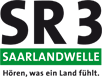 SR 3
SAARLANDWELLE
Hören, was ein Land fühlt.